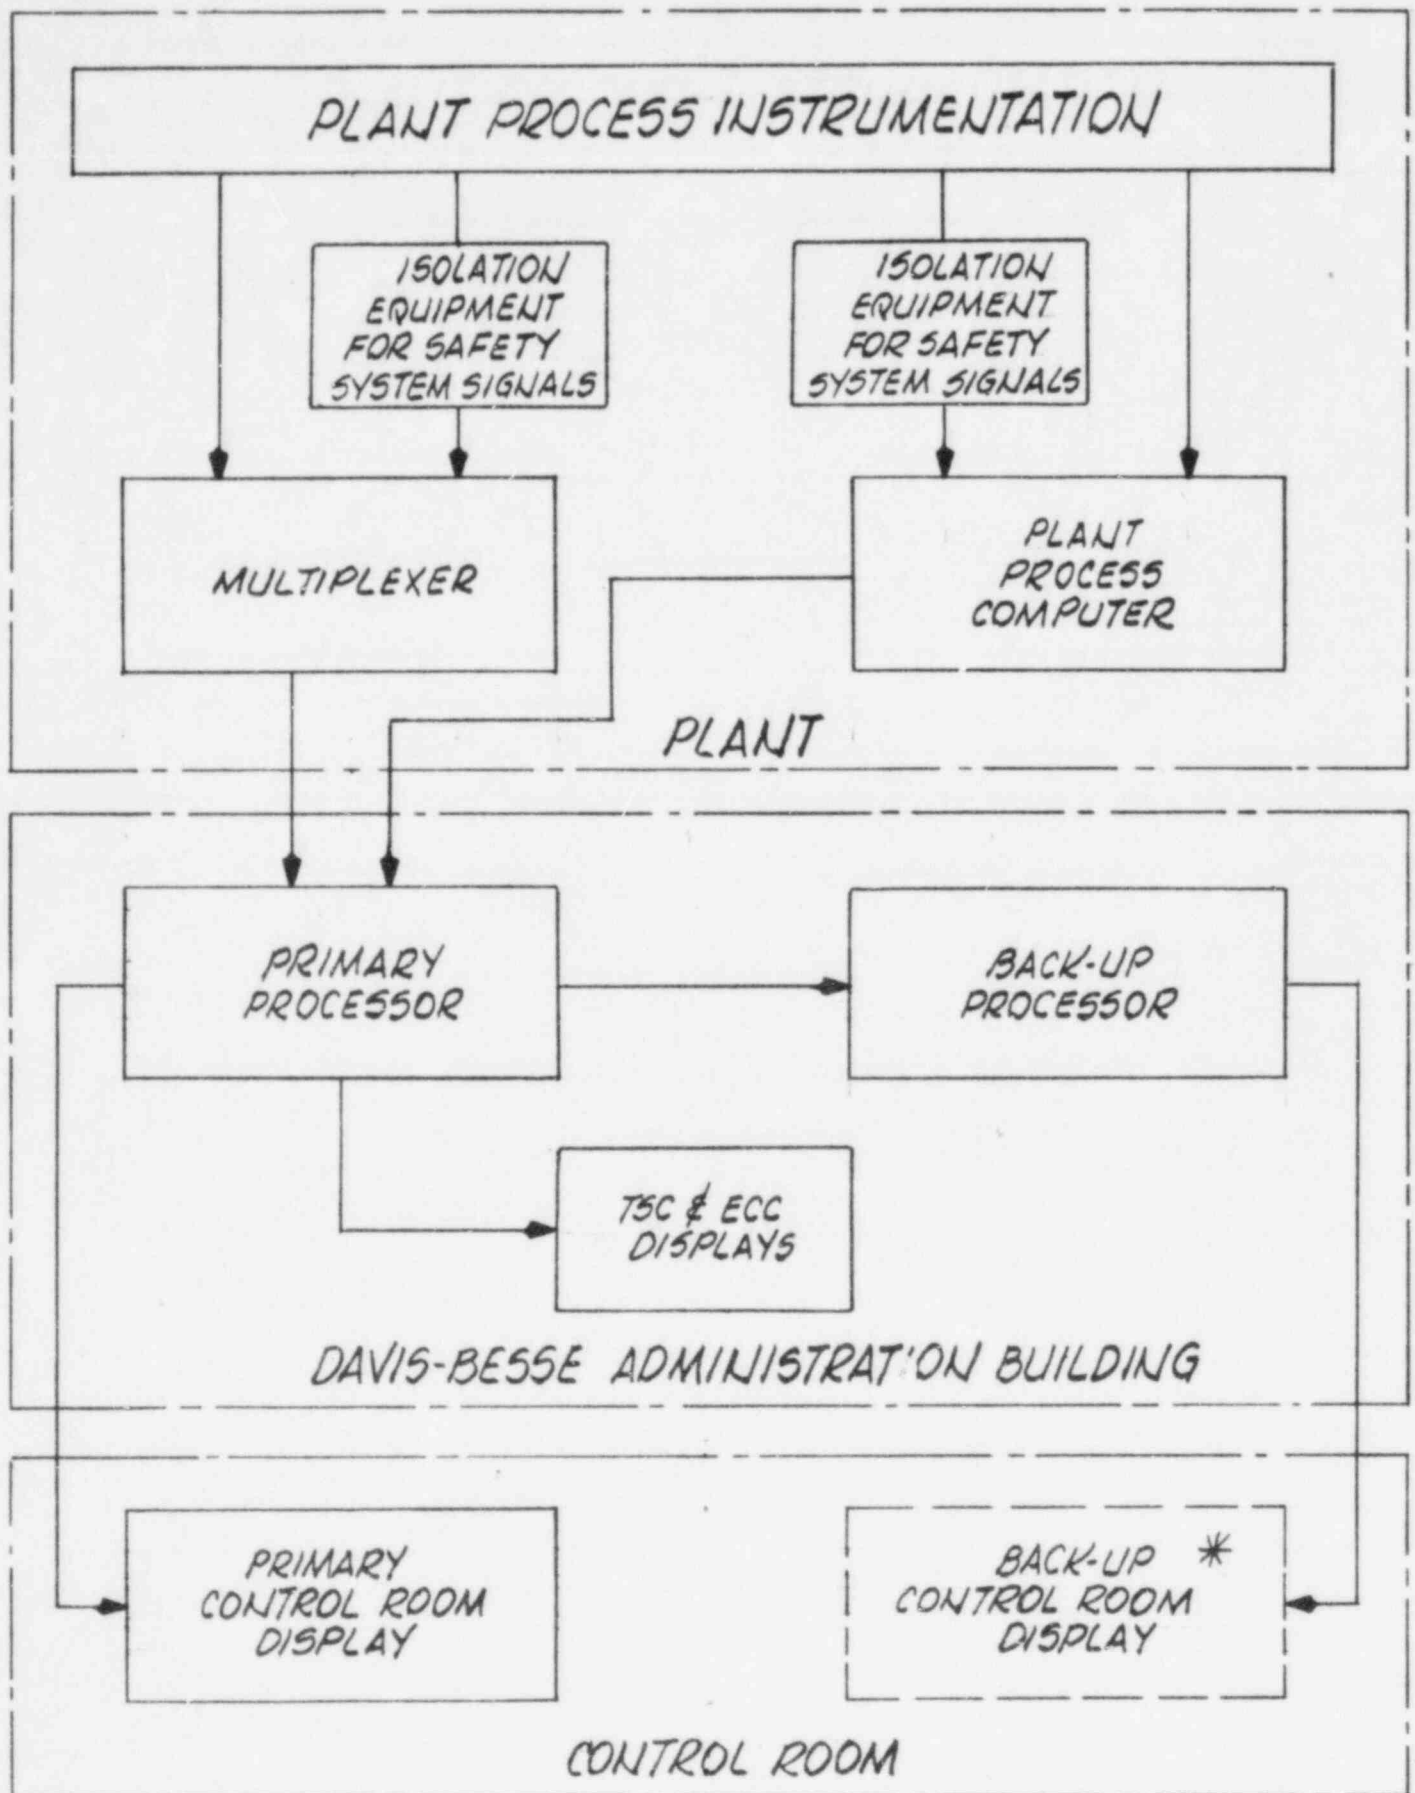 PLANT PROCESS INSTRUMENTATION
ISOLATION
EQUIPMENT
FOR SAFETY
SYSTEM SIGNALS
ISOLATION
EQUIPMENT
FOR SAFETY
SYSTEM SIGNALS
MULTIPLEXER
PLANT
PROCESS
COMPUTER
PLANT
PRIMARY
PROCESSOR
BACK-UP
PROCESSOR
TSC & ECC
DISPLAYS
DAVIS-BESSE ADMINISTRAT'ON BUILDING
PRIMARY
CONTROL ROOM
DISPLAY
BACK-UP *
CONTROL ROOM
DISPLAY
CONTROL ROOM